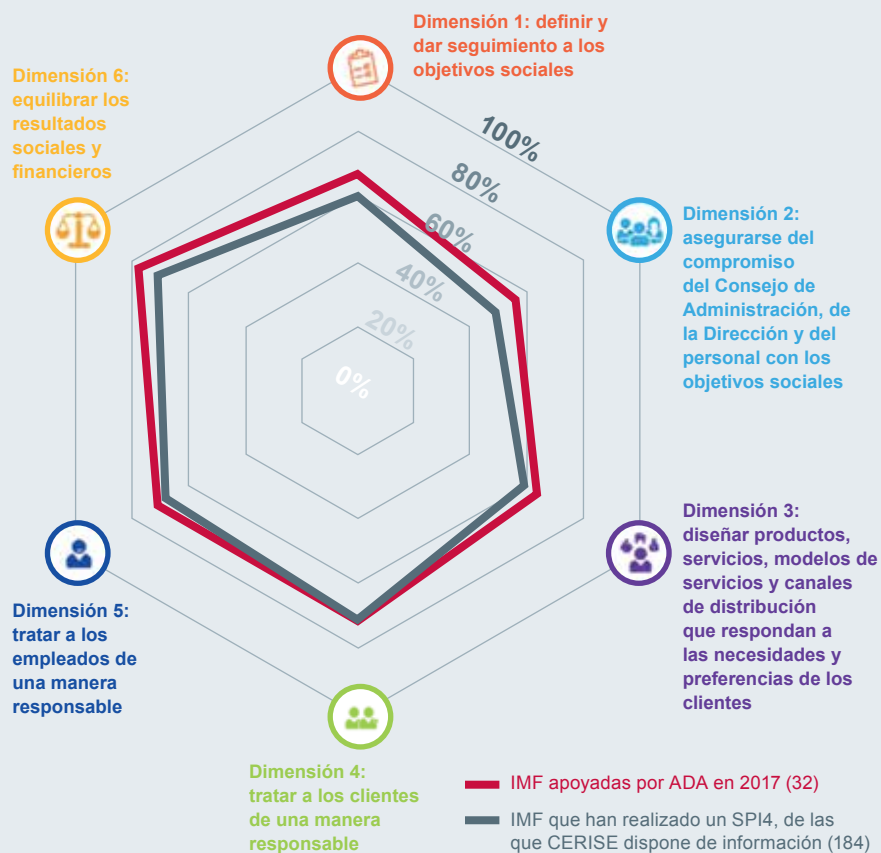 Dimensión 1: definir y
dar seguimiento a los
objetivos sociales
Dimensión 6:
equilibrar los
resultados
sociales y
financieros
100%
80%
60%
40%
20%
0%
Dimensión 2:
asegurarse del
compromiso
del Consejo de
Administración, de
la Dirección y del
personal con los
objetivos sociales
Dimensión 3:
diseñar productos,
servicios, modelos de
servicios y canales
de distribución
que respondan a
las necesidades y
preferencias de los
clientes
Dimensión 5:
tratar a los
empleados de
una manera
responsable
Dimensión 4:
tratar a los clientes
de una manera
responsable
IMF apoyadas por ADA en 2017 (32)
IMF que han realizado un SPI4, de las
que CERISE dispone de información (184)